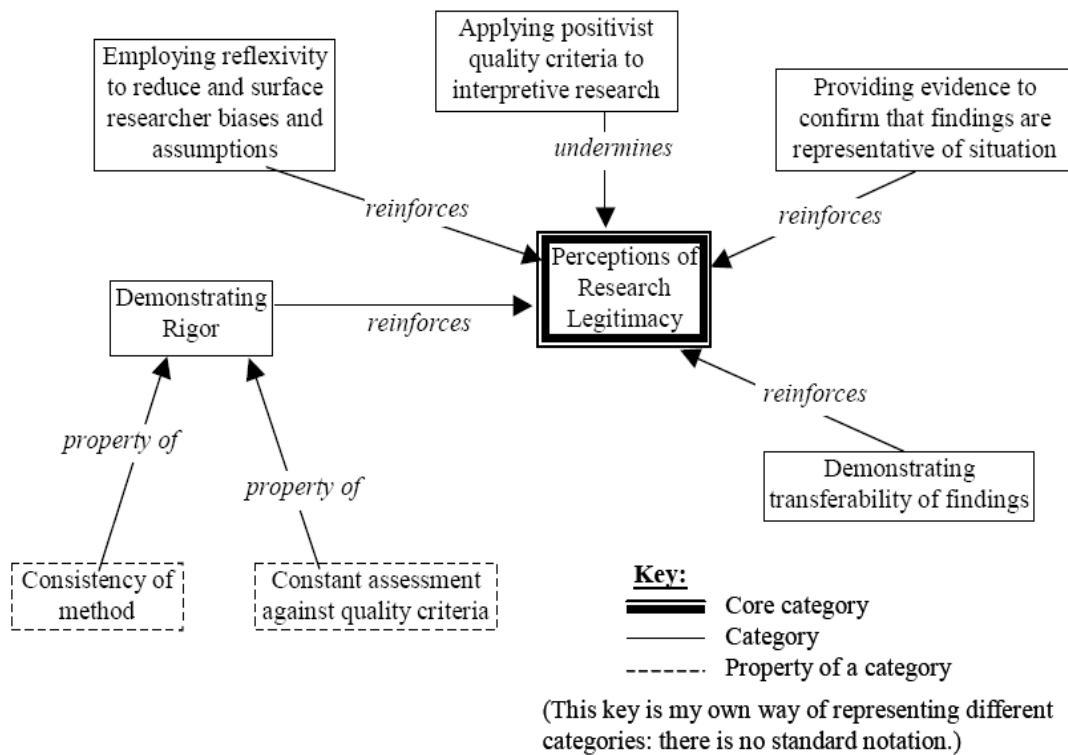 Employing reflexivity
to reduce and surface
researcher biases and
assumptions
Applying positivist
quality criteria to
interpretive research
Providing evidence to
confirm that findings are
representative of situation
undermines
reinforces
reinforces
Perceptions of
Research
Legitimacy
Demonstrating
Rigor
reinforces
reinforces
property of
property of
Demonstrating
transferability of findings
Consistency of
method
Constant assessment
against quality criteria
Key:
Core category
Category
Property of a category
(This key is my own way of representing different
categories: there is no standard notation.)